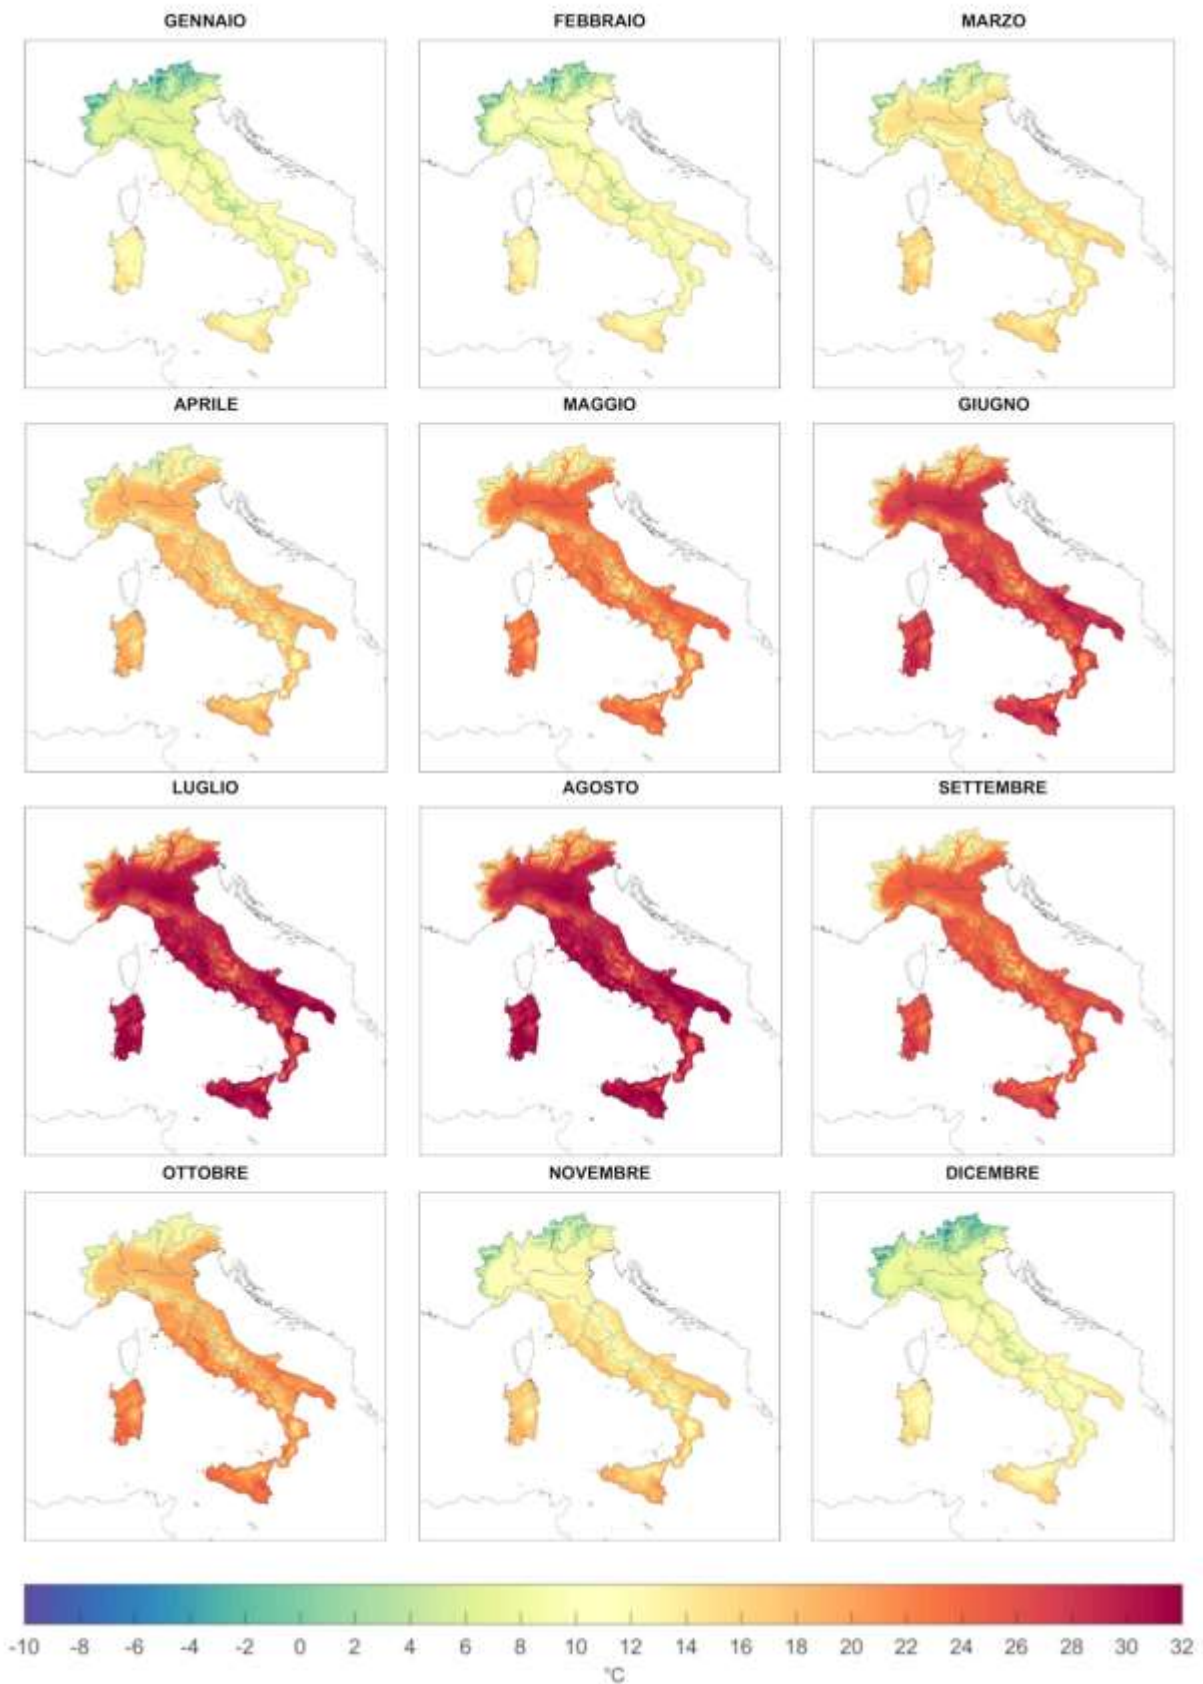 GENNAIO FEBBRAIO MARZO
APRILE MAGGIO GIUGNO
LUGLIO AGOSTO SETTEMBRE
OTTOBRE NOVEMBRE DICEMBRE
-10 -8 -6 -4 -2 0 2 4 6 8 10 12 14 16 18 20 22 24 26 28 30 32
°C